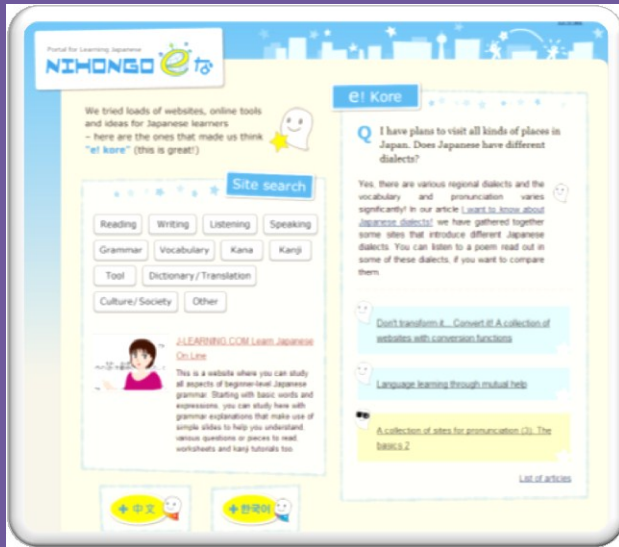 Portal for Learning Japanese
NIHONGO eな
We tried loads of websites, online tools
and ideas for Japanese learners
– here are the ones that made us think
"e! kore" (this is great!)
Site search
Reading Writing Listening Speaking
Grammar Vocabulary Kana Kanji
Tool Dictionary/Translation
Culture/Society Other
J-LEARNING.COM Learn Japanese
On Line
This is a website where you can study
all aspects of beginner-level Japanese
grammar. Starting with basic words and
expressions, you can study here with
grammar explanations that make use of
simple slides to help you understand,
various questions or pieces to read,
worksheets and kanji tutorials too.
+ 中文
+ 한국어
e! Kore
Q I have plans to visit all kinds of places in
Japan. Does Japanese have different
dialects?
Yes, there are various regional dialects and the
vocabulary and pronunciation varies
significantly! In our article I want to know about
Japanese dialects! we have gathered together
some sites that introduce different Japanese
dialects. You can listen to a poem read out in
some of these dialects, if you want to compare
them.
Don't transform it... Convert it! A collection of
websites with conversion functions
Language learning through mutual help
A collection of sites for pronunciation (3). The
basics 2
List of articles